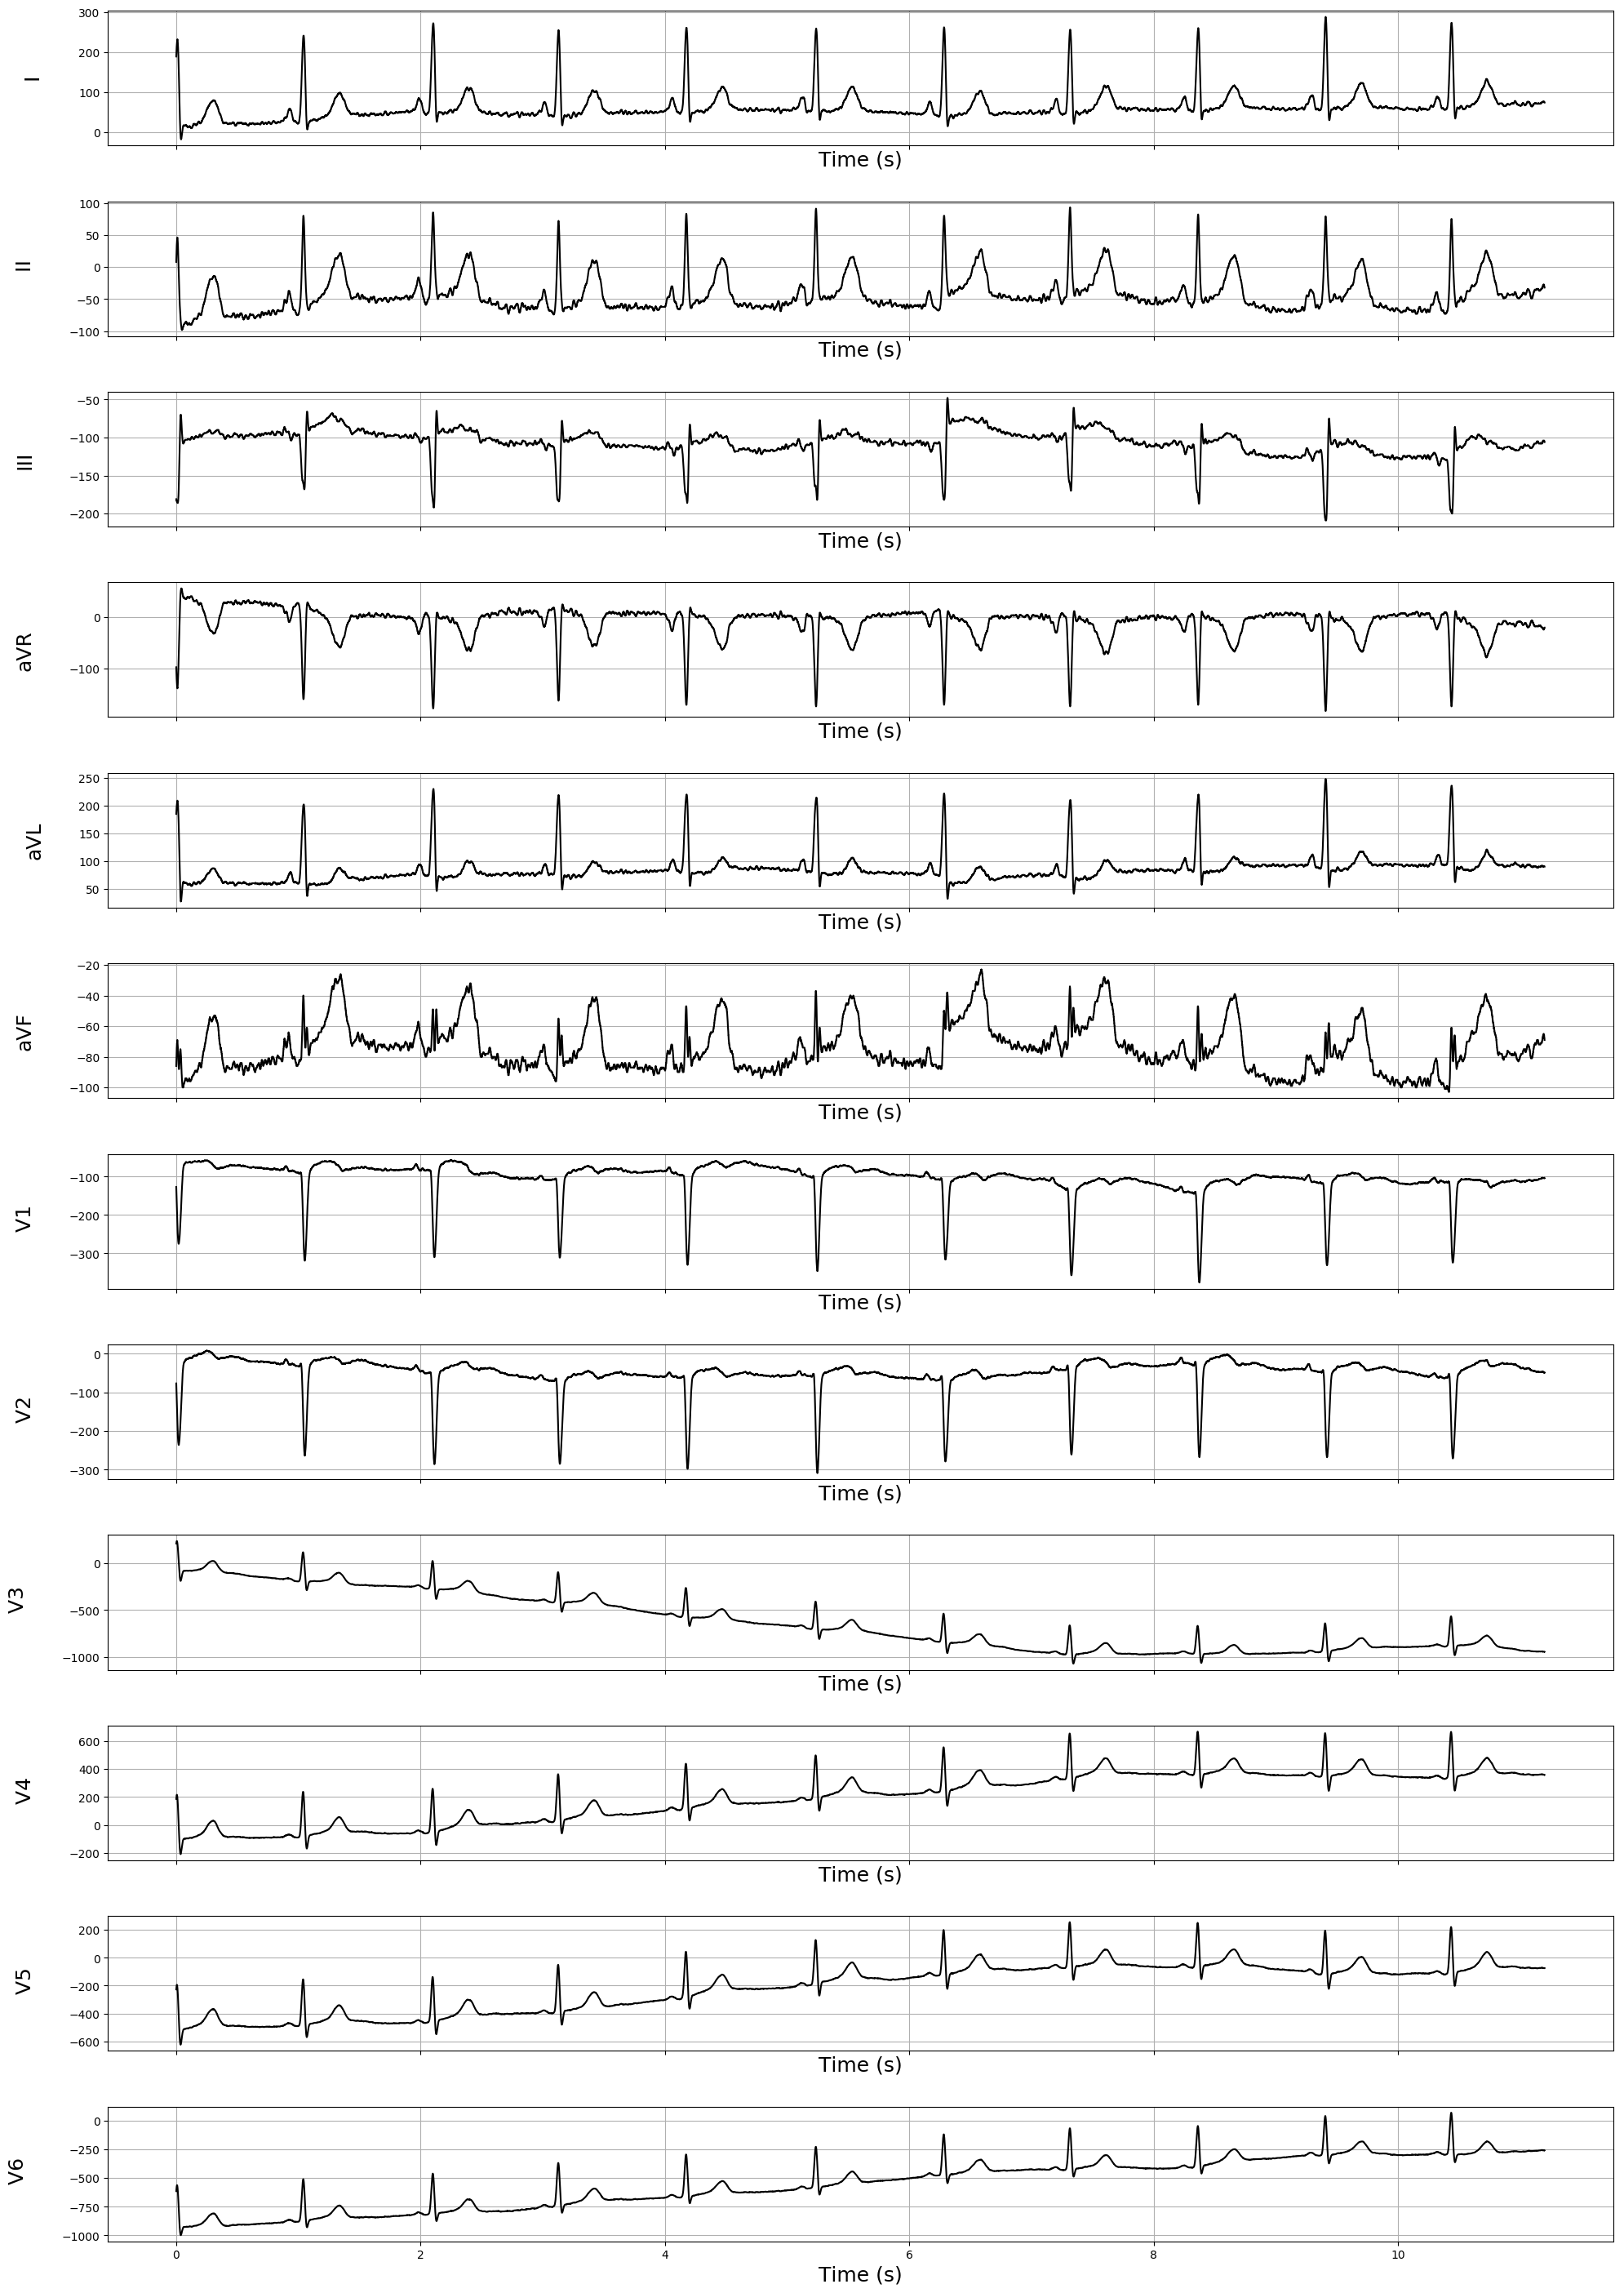 300
200
100
0
I
Time (s)
100
50
0
−50
−100
II
Time (s)
−50
−100
−150
−200
III
Time (s)
0
−100
aVR
Time (s)
250
200
150
100
50
aVL
Time (s)
−20
−40
−60
−80
−100
aVF
Time (s)
−100
−200
−300
V1
Time (s)
0
−100
−200
−300
V2
Time (s)
0
−500
−1000
V3
Time (s)
600
400
200
0
−200
V4
Time (s)
200
0
−200
−400
−600
V5
Time (s)
0
−250
−500
−750
−1000
V6
0 2 4 6 8 10
Time (s)